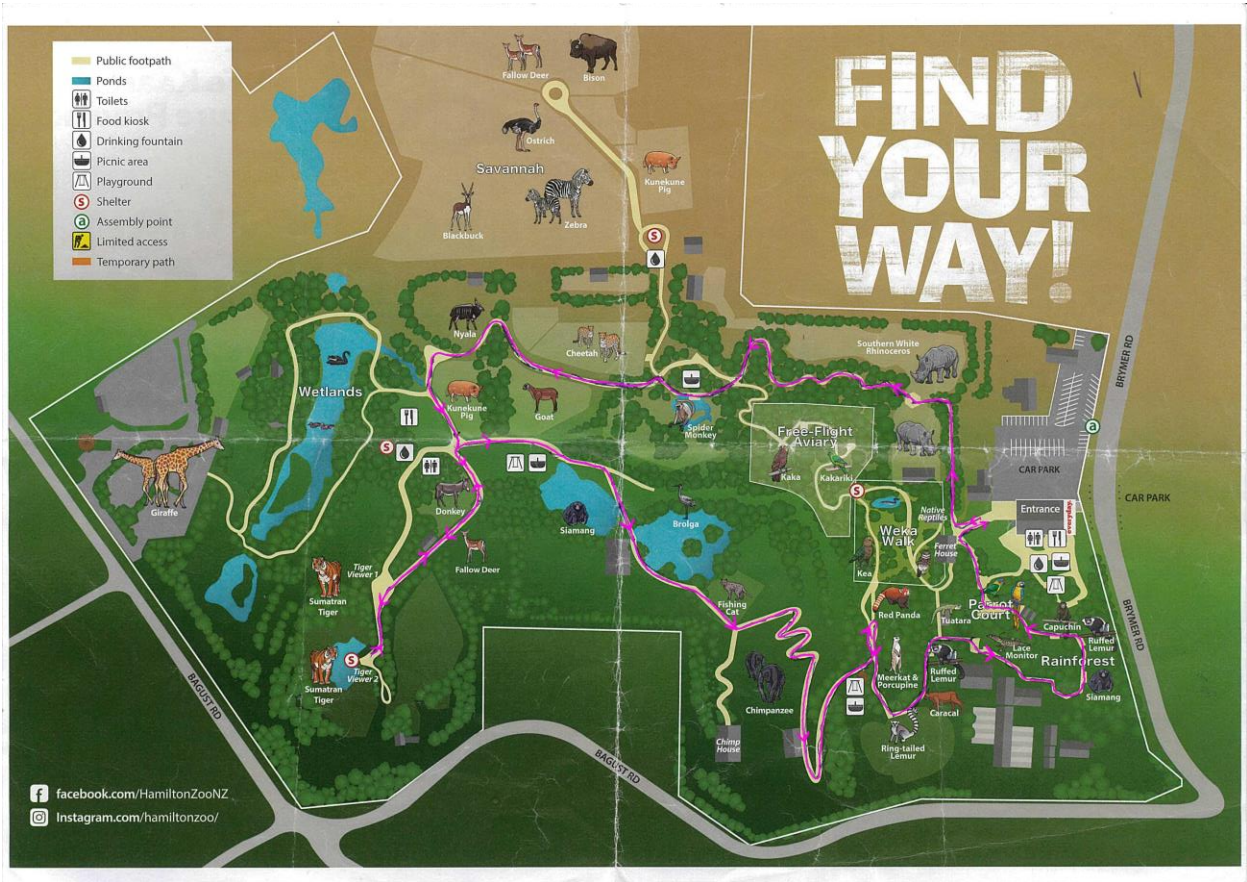 FIND
YOUR
WAY!
Public footpath
Ponds
Toilets
Food kiosk
Drinking fountain
Picnic area
Playground
S Shelter
a Assembly point
Limited access
Temporary path
Fallow Deer
Bison
Ostrich
Savannah
Kunekune
Pig
Blackbuck
Zebra
S
Nyala
Cheetah
Southern White
Rhinoceros
BRYMER RD
Wetlands
Kunekune
Pig
Goat
Spider
Monkey
Free-Flight
Aviary
Kaka
Kakariki
a
CAR PARK
CAR PARK
S
Giraffe
Donkey
Siamang
Brolga
S
Native
Reptiles
Entrance
Weka
Walk
Ferret
House
Kea
Tiger
Viewer 1
Fallow Deer
Sumatran
Tiger
Fishing
Cat
Red Panda
Parrot
Court
Tuatara
Capuchin
Ruffed
Lemur
BRYMER RD
Lace
Monitor
Rainforest
S
Tiger
Viewer 2
Sumatran
Tiger
Meerkat &
Porcupine
Ruffed
Lemur
Siamang
Chimpanzee
Caracal
Chimp
House
Ring-tailed
Lemur
BAGUST RD
BAGUST RD
facebook.com/HamiltonZooNZ
Instagram.com/hamiltonzoo/